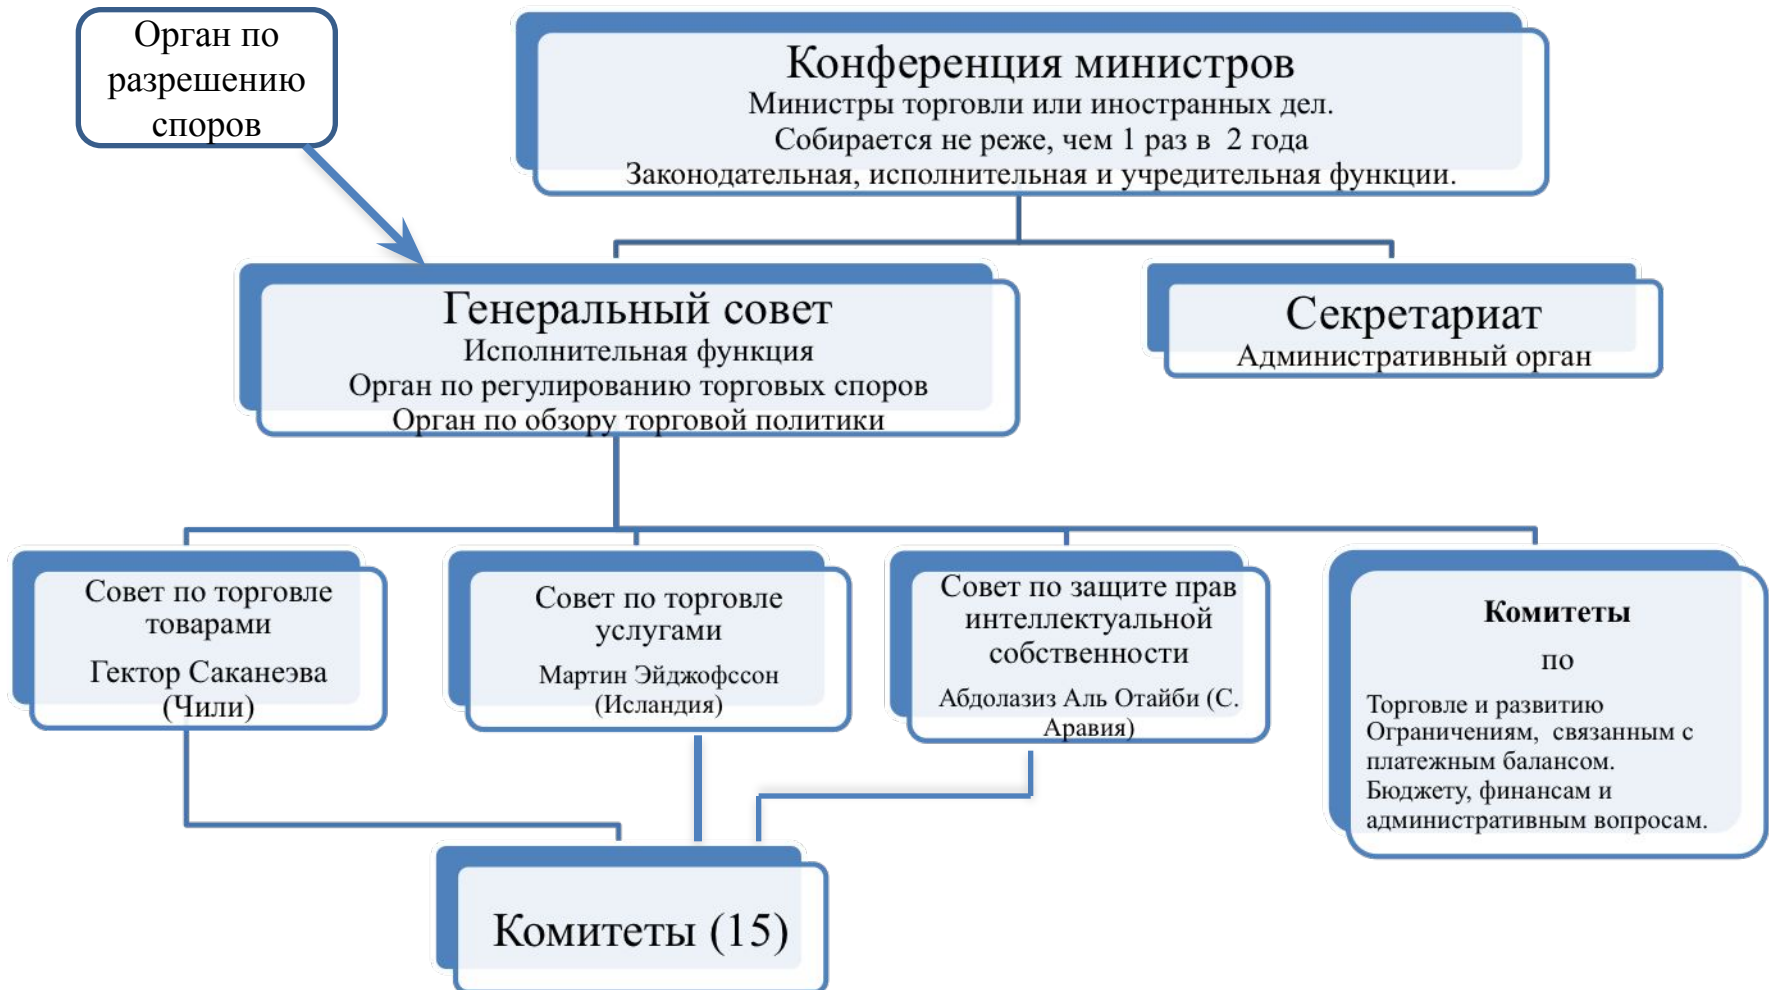 Орган по
разрешению
споров
Конференция министров
Министры торговли или иностранных дел.
Собирается не реже, чем 1 раз в 2 года
Законодательная, исполнительная и учредительная функции.
Генеральный совет
Исполнительная функция
Орган по регулированию торговых споров
Орган по обзору торговой политики
Секретариат
Административный орган
Совет по торговле
товарами
Гектор Саканеэва
(Чили)
Совет по торговле
услугами
Мартин Эйджофссон
(Исландия)
Совет по защите прав
интеллектуальной
собственности
Абдолазиз Аль Отайби (С.
Аравия)
Комитеты
по
Торговле и развитию
Ограничениям, связанным с
платежным балансом.
Бюджету, финансам и
административным вопросам.
Комитеты (15)